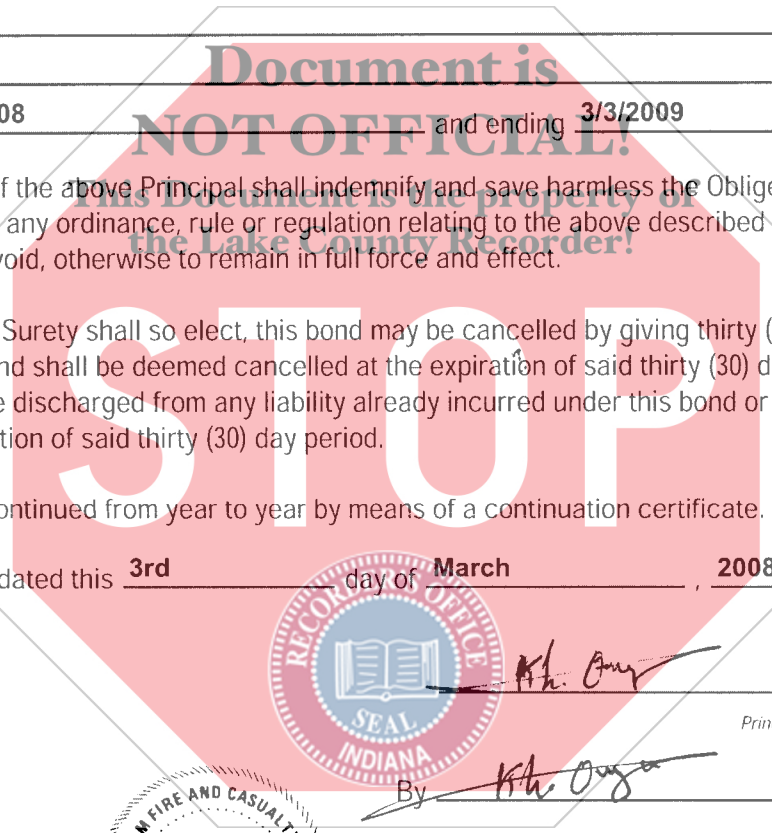 Document is
08 and ending 3/3/2009
NOT OFFICIAL!
f the above Principal shall indemnify and save harmless the Oblige
This Document is the property of
any ordinance, rule or regulation relating to the above described
the Lake County Recorder!
void, otherwise to remain in full force and effect.
STOP
Surety shall so elect, this bond may be cancelled by giving thirty (
nd shall be deemed cancelled at the expiration of said thirty (30) d
e discharged from any liability already incurred under this bond or
tion of said thirty (30) day period.
ontinued from year to year by means of a continuation certificate.
dated this 3rd day of March , 2008
RECORDER'S OFFICE
SEAL
INDIANA
Prin
By
M FIRE AND CASUALT